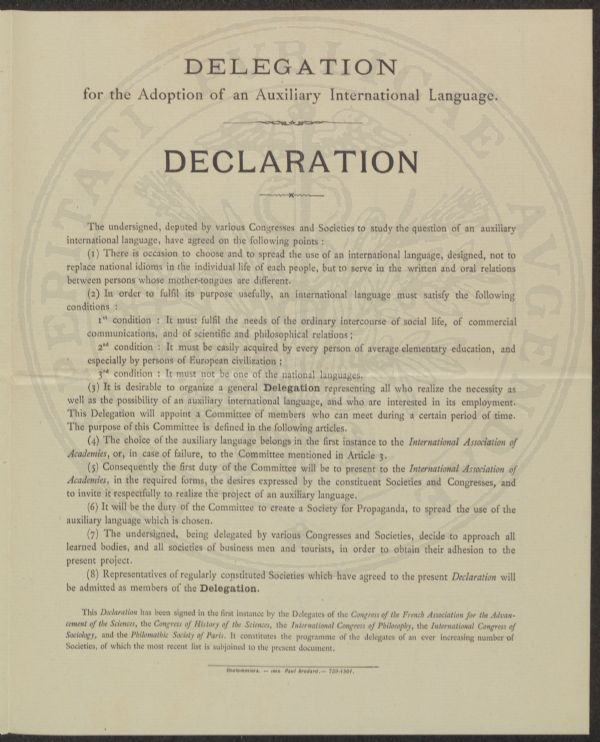 DELEGATION
for the Adoption of an Auxiliary International Language.
DECLARATION
The undersigned, deputed by various Congresses and Societies to study the question of an auxiliary
international language, have agreed on the following points :
(1) There is occasion to choose and to spread the use of an international language, designed, not to
replace national idioms in the individual life of each people, but to serve in the written and oral relations
between persons whose mother-tongues are different.
(2) In order to fulfil its purpose usefully, an international language must satisfy the following
conditions :
1st condition : It must fulfil the needs of the ordinary intercourse of social life, of commercial
communications, and of scientific and philosophical relations ;
2nd condition : It must be easily acquired by every person of average elementary education, and
especially by persons of European civilization ;
3rd condition : It must not be one of the national languages.
(3) It is desirable to organize a general Delegation representing all who realize the necessity as
well as the possibility of an auxiliary international language, and who are interested in its employment.
This Delegation will appoint a Committee of members who can meet during a certain period of time.
The purpose of this Committee is defined in the following articles.
(4) The choice of the auxiliary language belongs in the first instance to the International Association of
Academies, or, in case of failure, to the Committee mentioned in Article 3.
(5) Consequently the first duty of the Committee will be to present to the International Association of
Academies, in the required forms, the desires expressed by the constituent Societies and Congresses, and
to invite it respectfully to realize the project of an auxiliary language.
(6) It will be the duty of the Committee to create a Society for Propaganda, to spread the use of the
auxiliary language which is chosen.
(7) The undersigned, being delegated by various Congresses and Societies, decide to approach all
learned bodies, and all societies of business men and tourists, in order to obtain their adhesion to the
present project.
(8) Representatives of regularly constituted Societies which have agreed to the present Declaration will
be admitted as members of the Delegation.
This Declaration has been signed in the first instance by the Delegates of the Congress of the French Association for the Advan-
cement of the Sciences, the Congress of History of the Sciences, the International Congress of Philosophy, the International Congress of
Sociology, and the Philomathic Society of Paris. It constitutes the programme of the delegates of an ever increasing number of
Societies, of which the most recent list is subjoined to the present document.
Coulommiers. — Imp. Paul Brodard. — 739-1901.